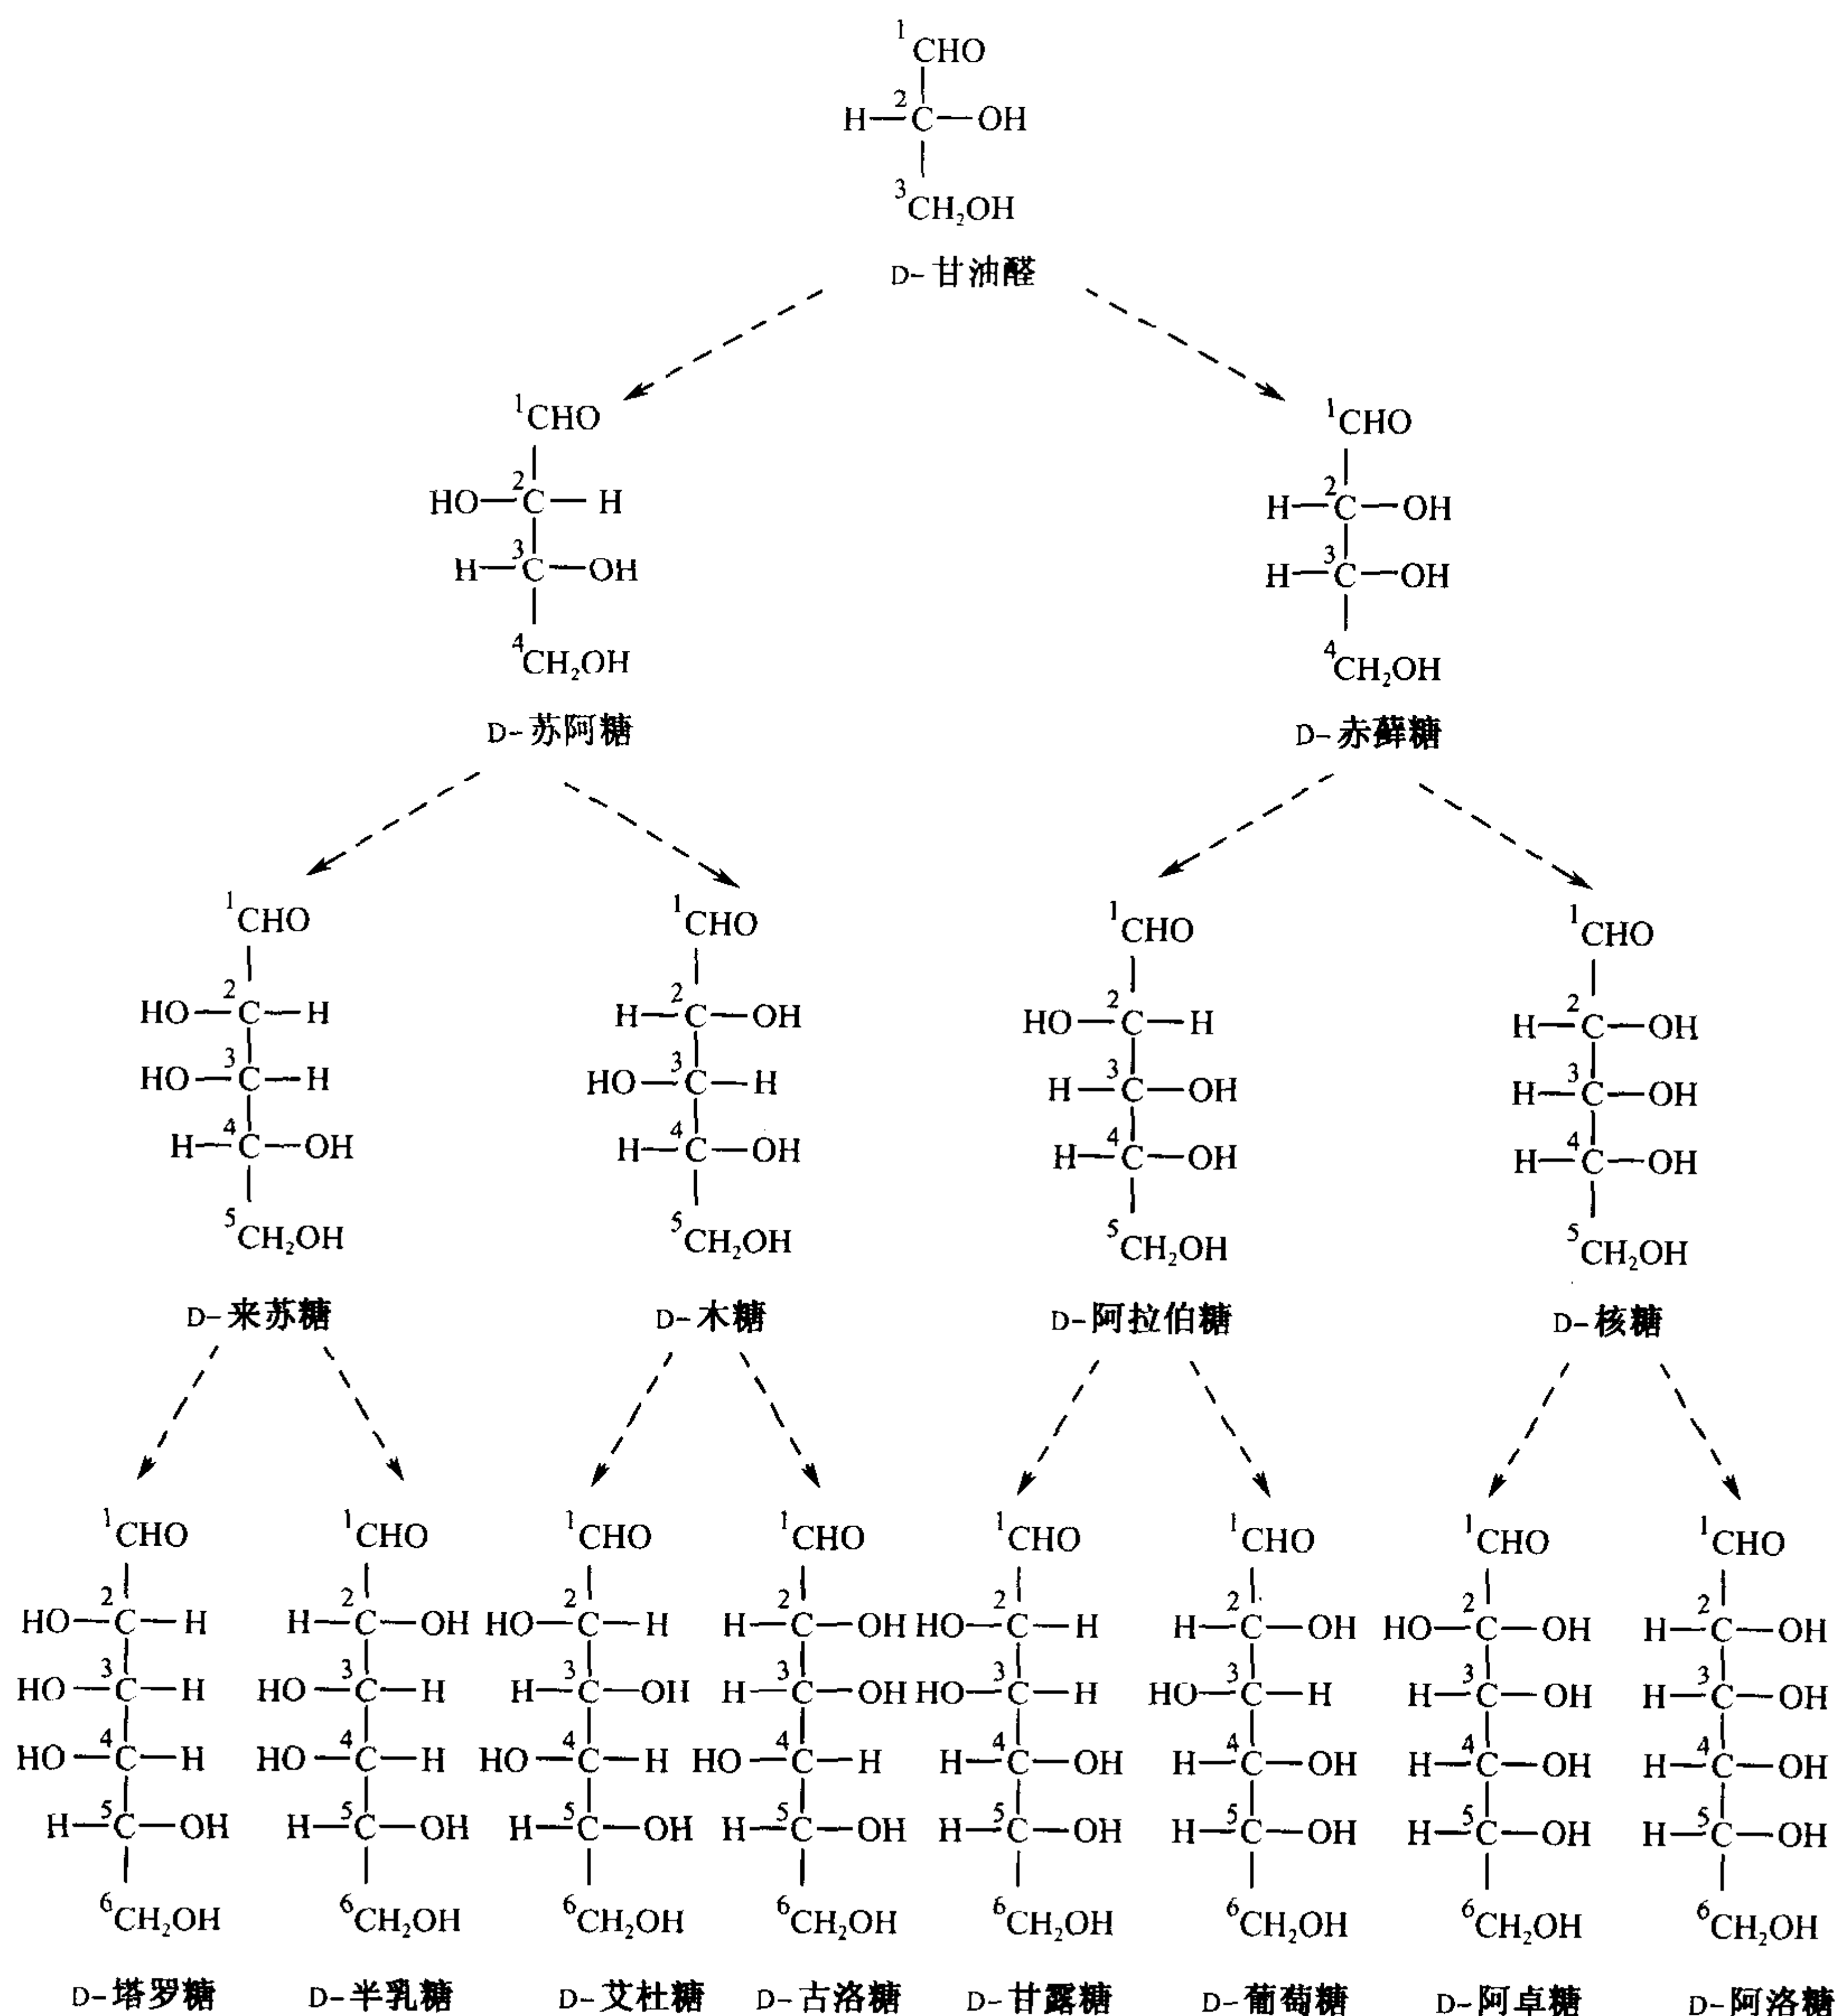 1CHO
H—2C—OH
3CH₂OH
D-甘油醛
1CHO 1CHO
HO—2C—H H—2C—OH
H—3C—OH H—3C—OH
4CH₂OH 4CH₂OH
D-苏阿糖 D-赤藓糖
1CHO 1CHO 1CHO 1CHO
HO—2C—H H—2C—OH HO—2C—H H—2C—OH
HO—3C—H HO—3C—H H—3C—OH H—3C—OH
H—4C—OH H—4C—OH H—4C—OH H—4C—OH
5CH₂OH 5CH₂OH 5CH₂OH 5CH₂OH
D-来苏糖 D-木糖 D-阿拉伯糖 D-核糖
1CHO 1CHO 1CHO 1CHO 1CHO 1CHO 1CHO 1CHO
HO—2C—H H—2C—OH HO—2C—H H—2C—OH HO—2C—H H—2C—OH HO—2C—OH H—2C—OH
HO—3C—H HO—3C—H H—3C—OH H—3C—OH HO—3C—H HO—3C—H H—3C—OH H—3C—OH
HO—4C—H HO—4C—H HO—4C—H HO—4C—H H—4C—OH H—4C—OH H—4C—OH H—4C—OH
H—5C—OH H—5C—OH H—5C—OH H—5C—OH H—5C—OH H—5C—OH H—5C—OH H—5C—OH
6CH₂OH 6CH₂OH 6CH₂OH 6CH₂OH 6CH₂OH 6CH₂OH 6CH₂OH 6CH₂OH
D-塔罗糖 D-半乳糖 D-艾杜糖 D-古洛糖 D-甘露糖 D-葡萄糖 D-阿卓糖 D-阿洛糖